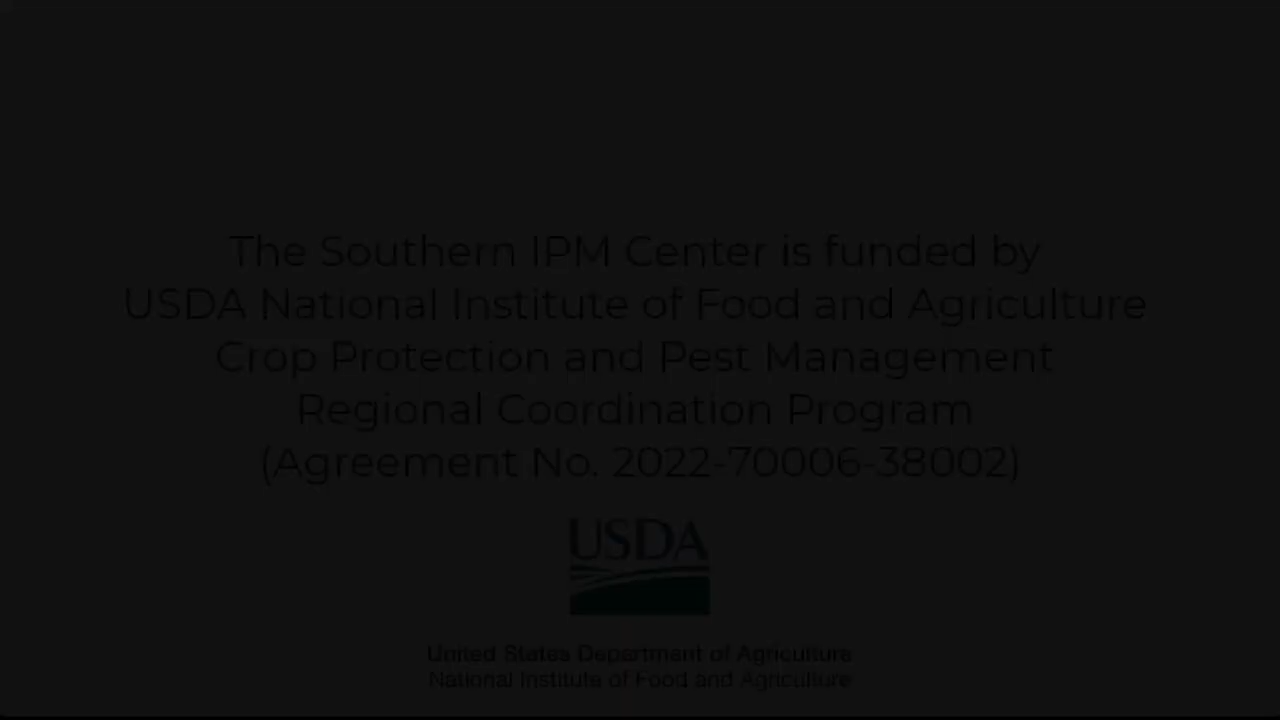 The Southern IPM Center is funded by
USDA National Institute of Food and Agriculture
Crop Protection and Pest Management
Regional Coordination Program
(Agreement No. 2022-70006-38002)
USDA
United States Department of Agriculture
National Institute of Food and Agriculture